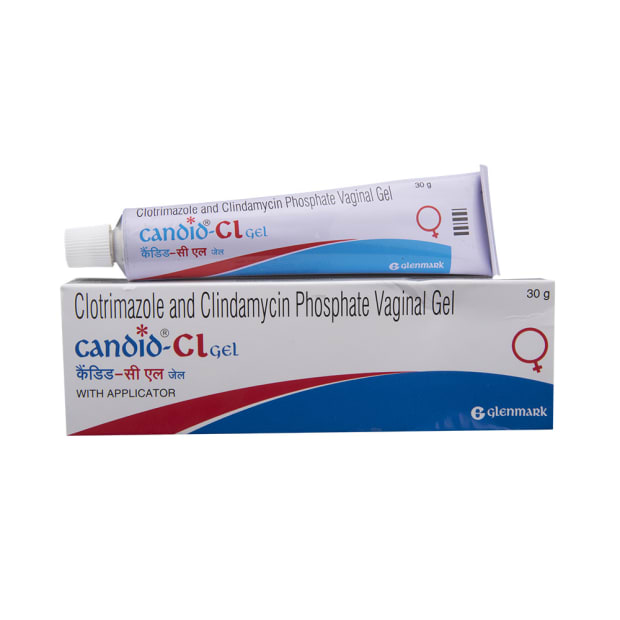 Clotrimazole and Clindamycin Phosphate Vaginal Gel
30 g
candid®-Cl GEL
कैंडिड-सी एल जेल
Glenmark
Clotrimazole and Clindamycin Phosphate Vaginal Gel
30 g
candid®-Cl GEL
कैंडिड-सी एल जेल
WITH APPLICATOR
Glenmark